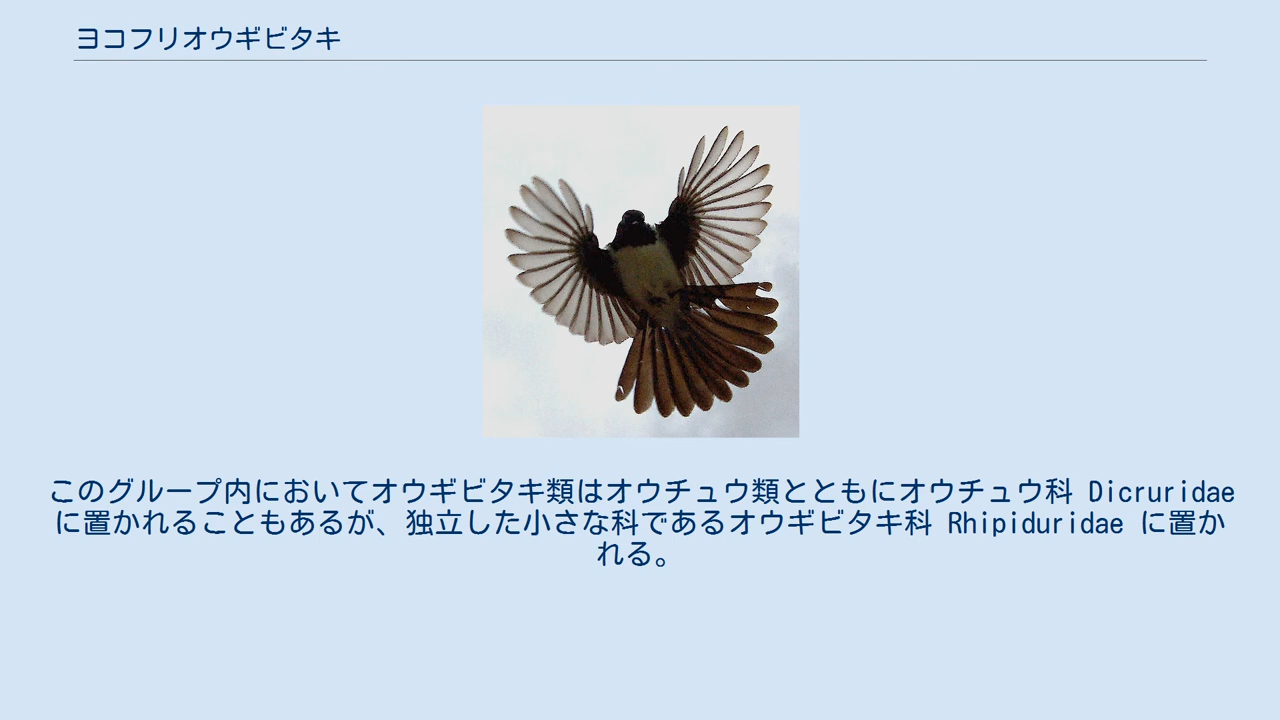 ヨコフリオウギビタキ
このグループ内においてオウギビタキ類はオウチュウ類とともにオウチュウ科 Dicruridae
に置かれることもあるが、独立した小さな科であるオウギビタキ科 Rhipiduridae に置か
れる。